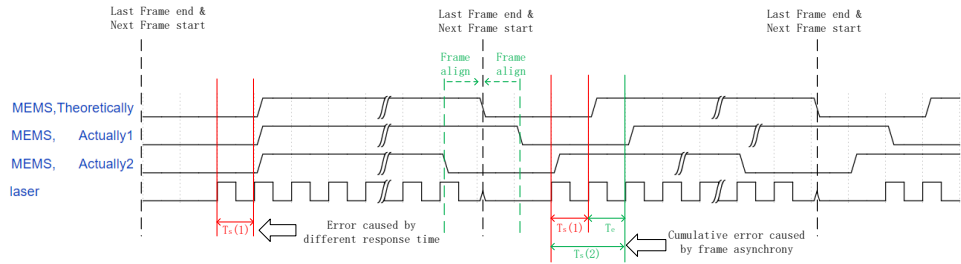 Last Frame end &
Next Frame start
Last Frame end &
Next Frame start
Last Frame end &
Next Frame start
Frame
align
Frame
align
MEMS,Theoretically
MEMS, Actually1
MEMS, Actually2
laser
Ts(1)
Error caused by
different response time
Ts(1)
Te
Ts(2)
Cumulative error caused
by frame asynchrony